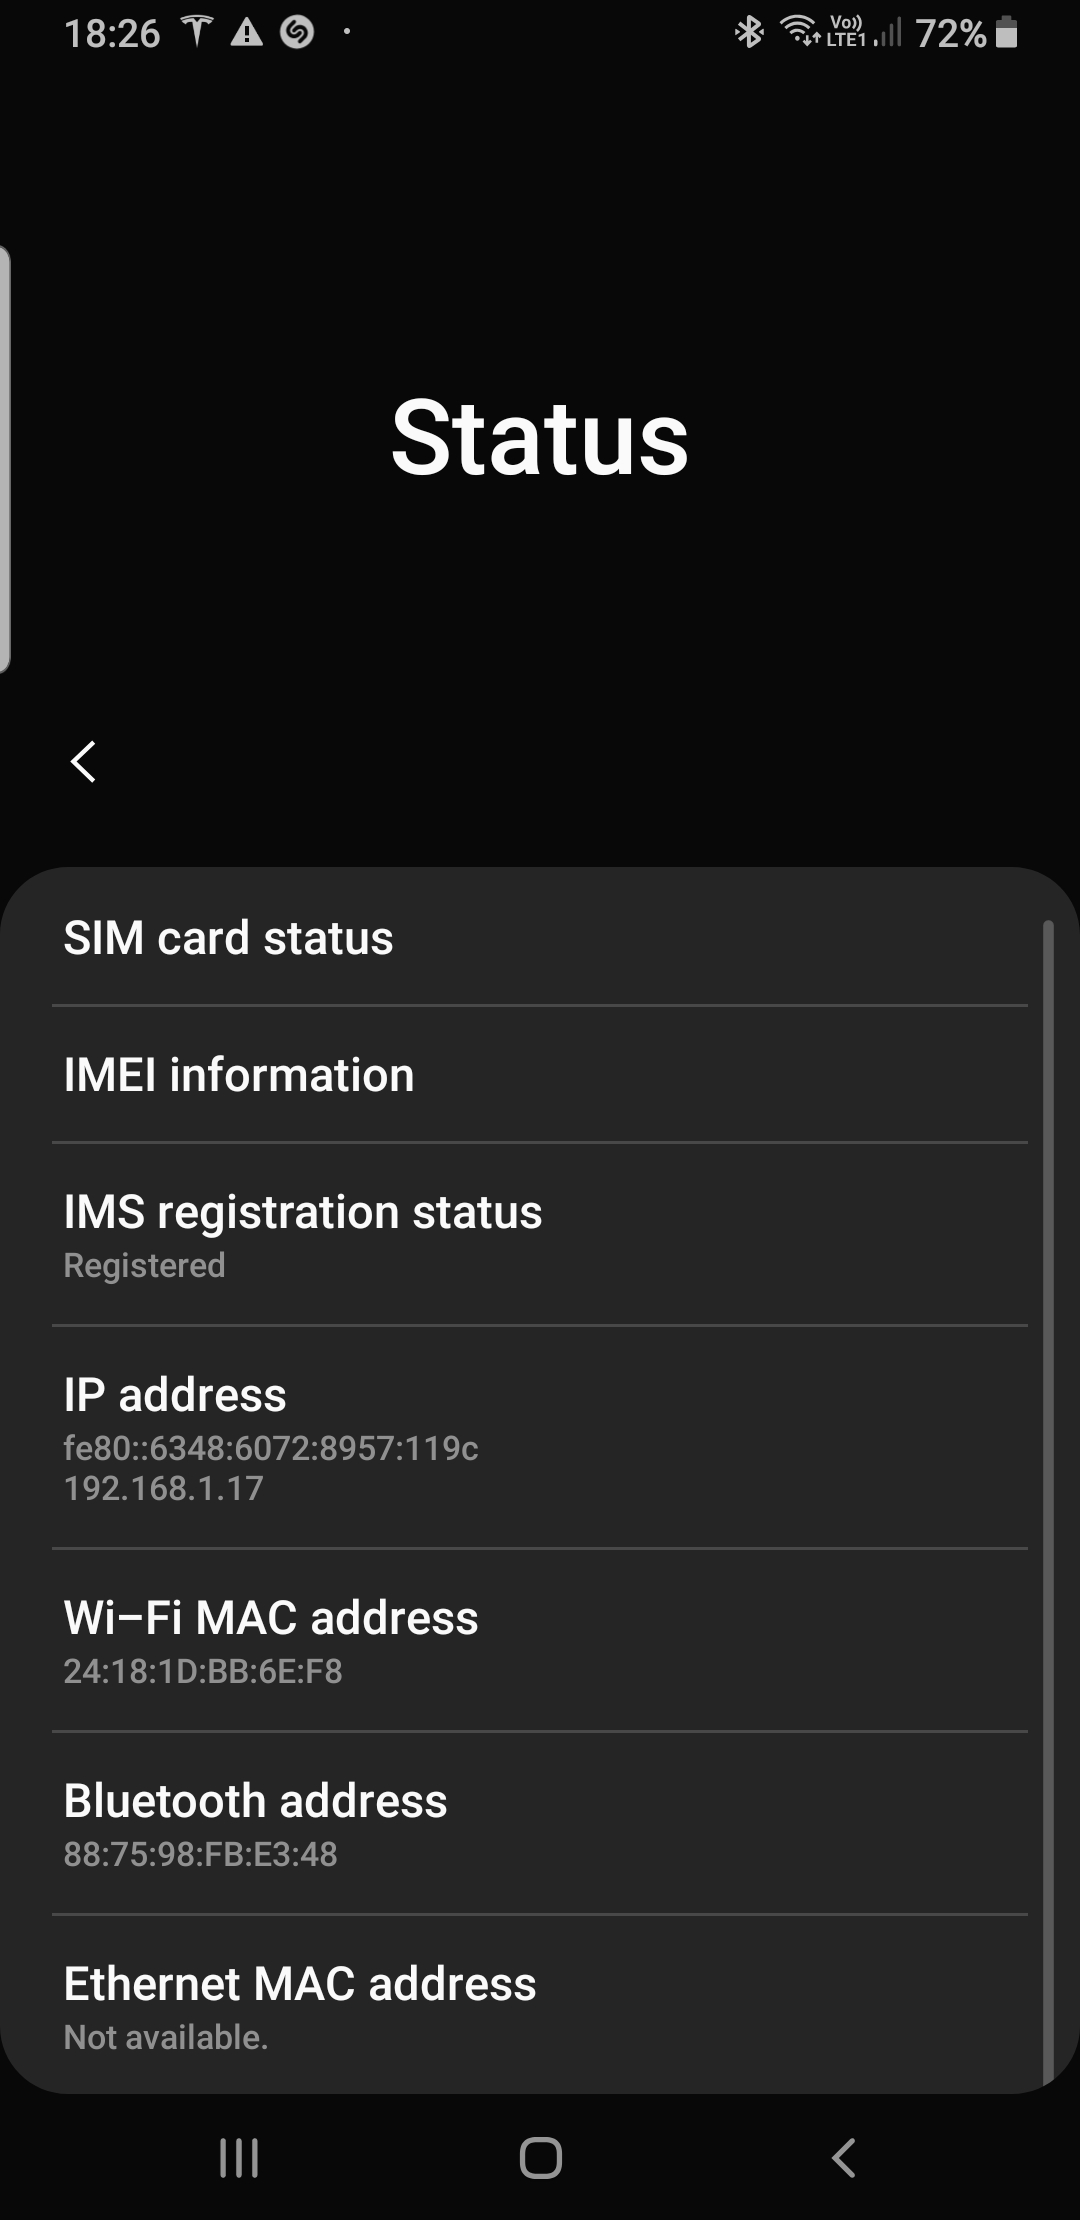 18:26 Vo)) LTE1 72%
Status
SIM card status
IMEI information
IMS registration status
Registered
IP address
fe80::6348:6072:8957:119c
192.168.1.17
Wi-Fi MAC address
24:18:1D:BB:6E:F8
Bluetooth address
88:75:98:FB:E3:48
Ethernet MAC address
Not available.